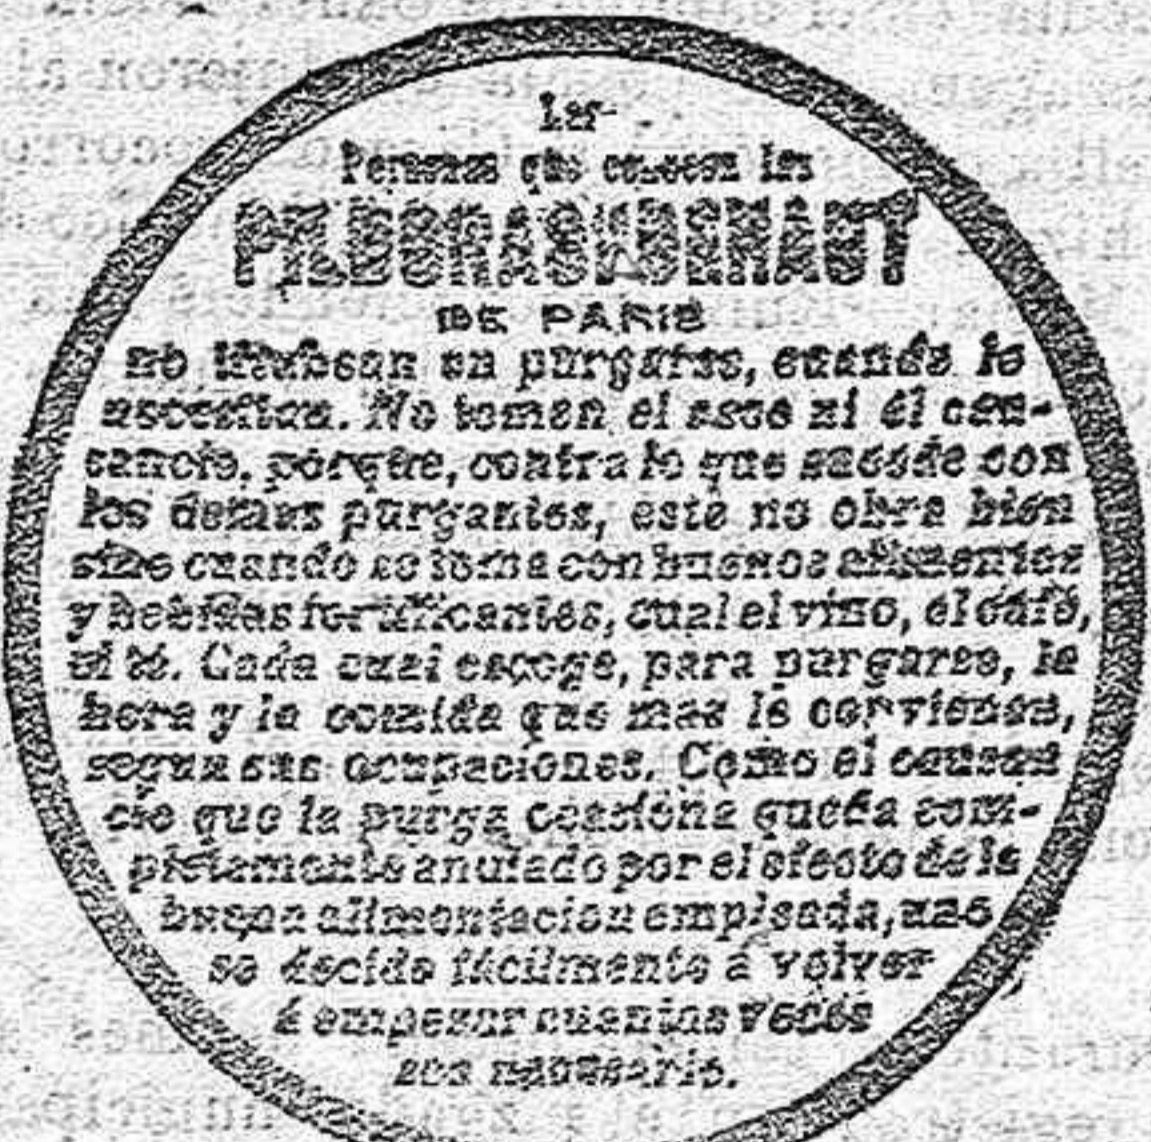 Las
Personas que conocen las
PILDORAS DEHAUT
DE PARIS
no titubean en purgarse, cuando lo
necesitan. No temen el asco ni el cau-
sancio, porque, contra lo que sucede con
los demas purgantes, este no obra bien
sino cuando se toma con buenos alimentos
y bebidas fortificantes, cual el vino, el café,
el té. Cada cual escoge, para purgarse, la
hora y la comida que mas le convienen,
segun sus ocupaciones. Como el causan
cio que la purga ocasiona queda com-
pletamente anulado por el efecto de la
buena alimentacion empleada, uno
se decide fácilmente á volver
á empezar cuantas veces
sea necesario.